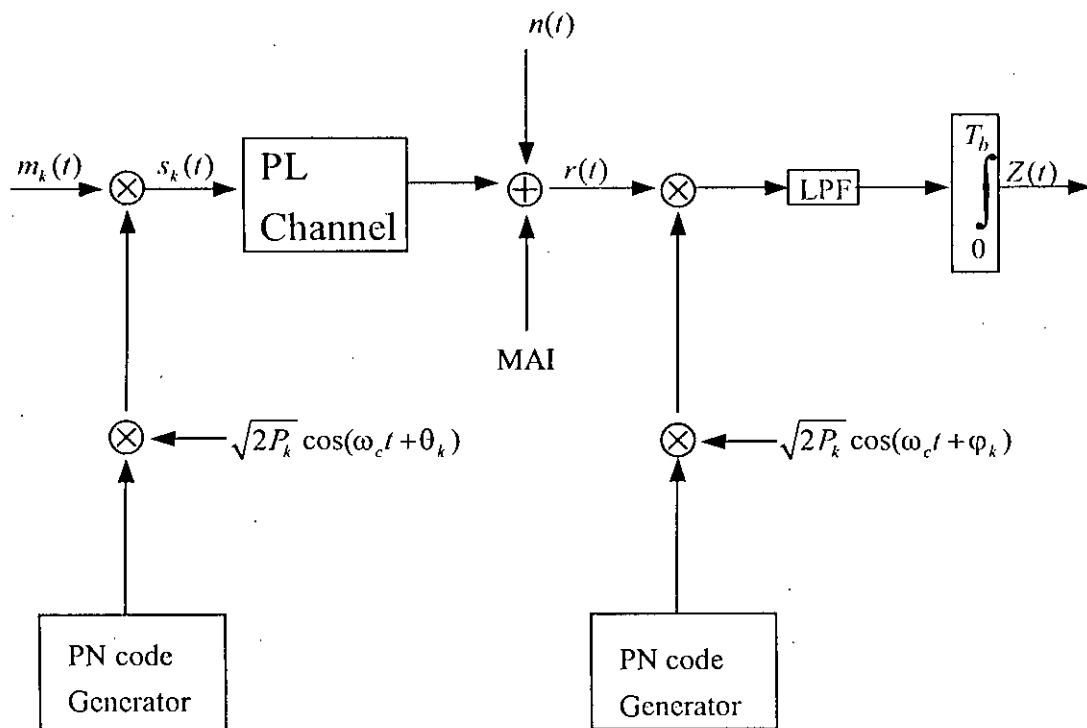 n(t)
m_k(t)
s_k(t)
PL
Channel
r(t)
LPF
T_b
∫
0
Z(t)
MAI
√2P_k cos(ω_c t + θ_k)
√2P_k cos(ω_c t + φ_k)
PN code
Generator
PN code
Generator